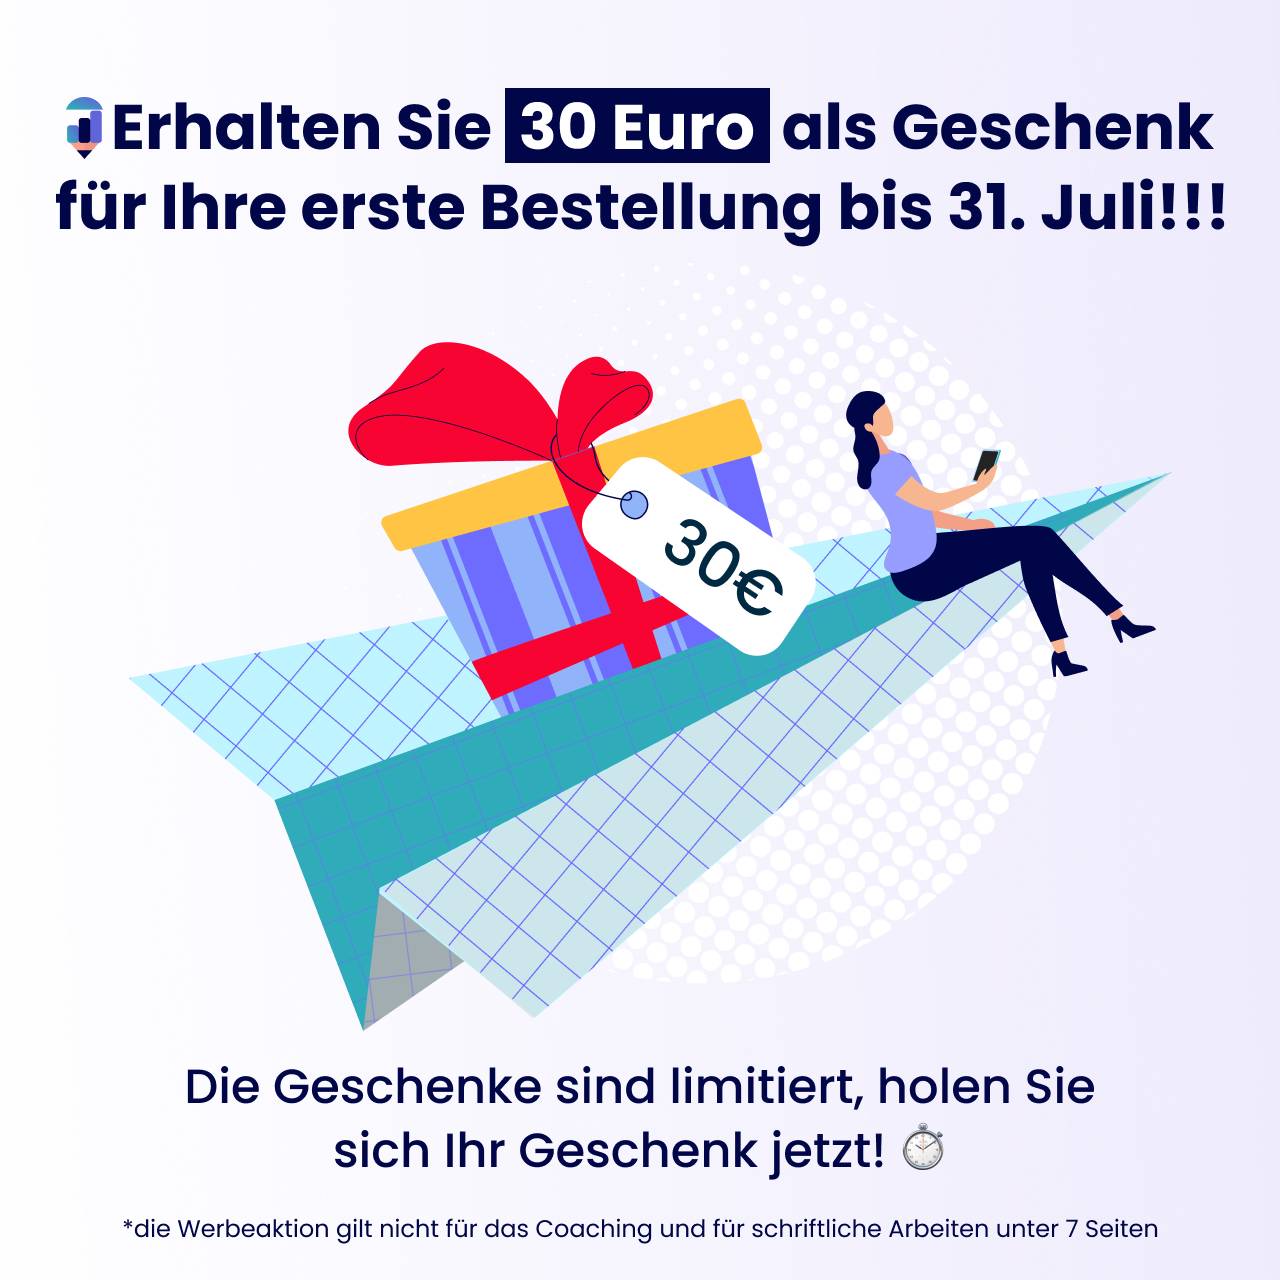 Erhalten Sie 30 Euro als Geschenk
für Ihre erste Bestellung bis 31. Juli!!!
30€
Die Geschenke sind limitiert, holen Sie
sich Ihr Geschenk jetzt!
*die Werbeaktion gilt nicht für das Coaching und für schriftliche Arbeiten unter 7 Seiten